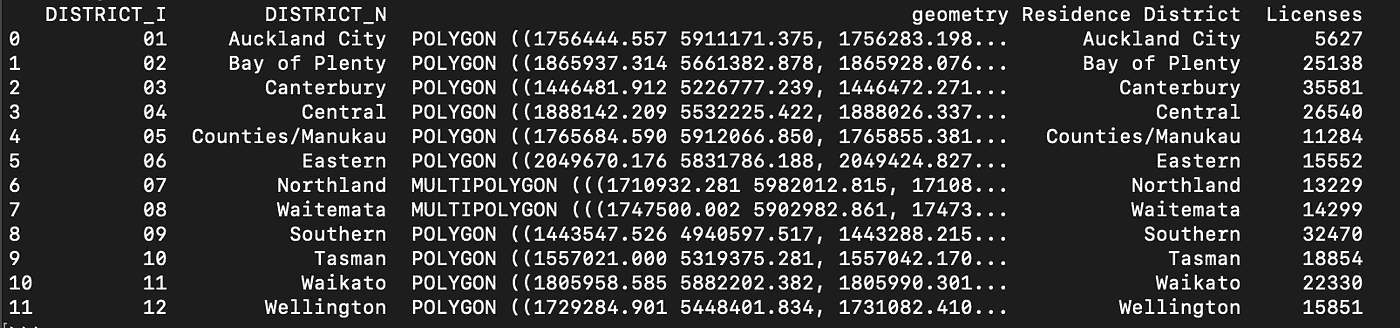 DISTRICT_I DISTRICT_N geometry Residence District Licenses
0 01 Auckland City POLYGON ((1756444.557 5911171.375, 1756283.198... Auckland City 5627
1 02 Bay of Plenty POLYGON ((1865937.314 5661382.878, 1865928.076... Bay of Plenty 25138
2 03 Canterbury POLYGON ((1446481.912 5226777.239, 1446472.271... Canterbury 35581
3 04 Central POLYGON ((1888142.209 5532225.422, 1888026.337... Central 26540
4 05 Counties/Manukau POLYGON ((1765684.590 5912066.850, 1765855.381... Counties/Manukau 11284
5 06 Eastern POLYGON ((2049670.176 5831786.188, 2049424.827... Eastern 15552
6 07 Northland MULTIPOLYGON (((1710932.281 5982012.815, 17108... Northland 13229
7 08 Waitemata MULTIPOLYGON (((1747500.002 5902982.861, 17473... Waitemata 14299
8 09 Southern POLYGON ((1443547.526 4940597.517, 1443288.215... Southern 32470
9 10 Tasman POLYGON ((1557021.000 5319375.281, 1557042.170... Tasman 18854
10 11 Waikato POLYGON ((1805958.585 5882202.382, 1805990.301... Waikato 22330
11 12 Wellington POLYGON ((1729284.901 5448401.834, 1731082.410... Wellington 15851